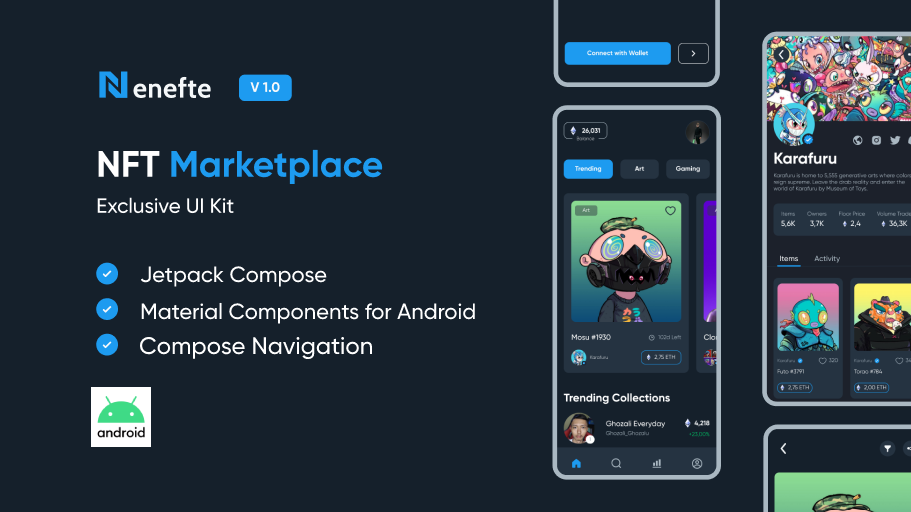 enefte
V 1.0
NFT Marketplace
Exclusive UI Kit
Jetpack Compose
Material Components for Android
Compose Navigation
android
Connect with Wallet
26,031
Balance
Trending
Art
Gaming
Art
Mosu #1930
102d Left
Karafuru
2,75 ETH
Clo
Trending Collections
Ghozali Everyday
4,218
Ghozali_Ghozalu
+23,00%
Karafuru
Karafuru is home to 5,555 generative arts where colors
reign supreme. Leave the drab reality and enter the
world of Karafuru by Museum of Toys.
Items
Owners
Floor Price
Volume Trade
5,6K
3,7K
2,4
36,3K
Items
Activity
Karafuru
320
Futo #3791
2,75 ETH
Karafuru
Torao #784
2,00 ETH